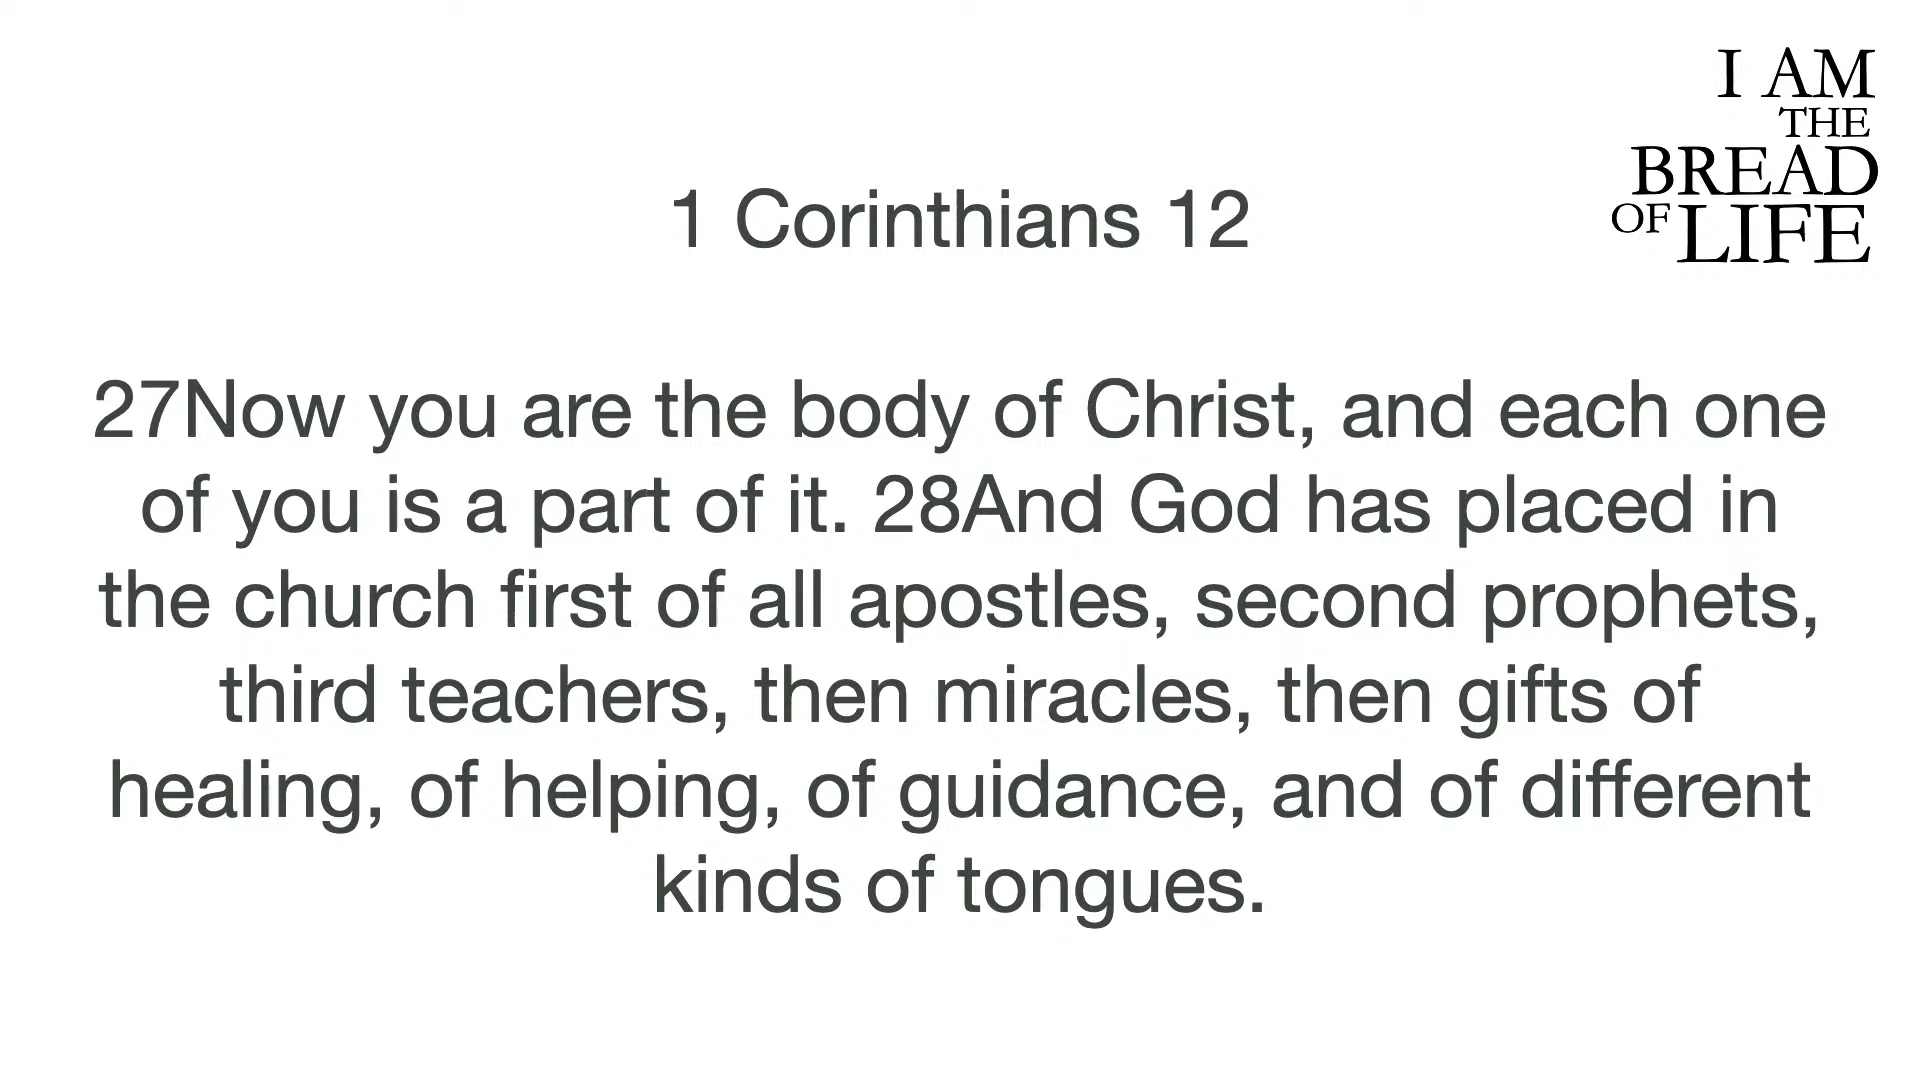 I AM
THE
BREAD
OF LIFE
1 Corinthians 12
27Now you are the body of Christ, and each one
of you is a part of it. 28And God has placed in
the church first of all apostles, second prophets,
third teachers, then miracles, then gifts of
healing, of helping, of guidance, and of different
kinds of tongues.